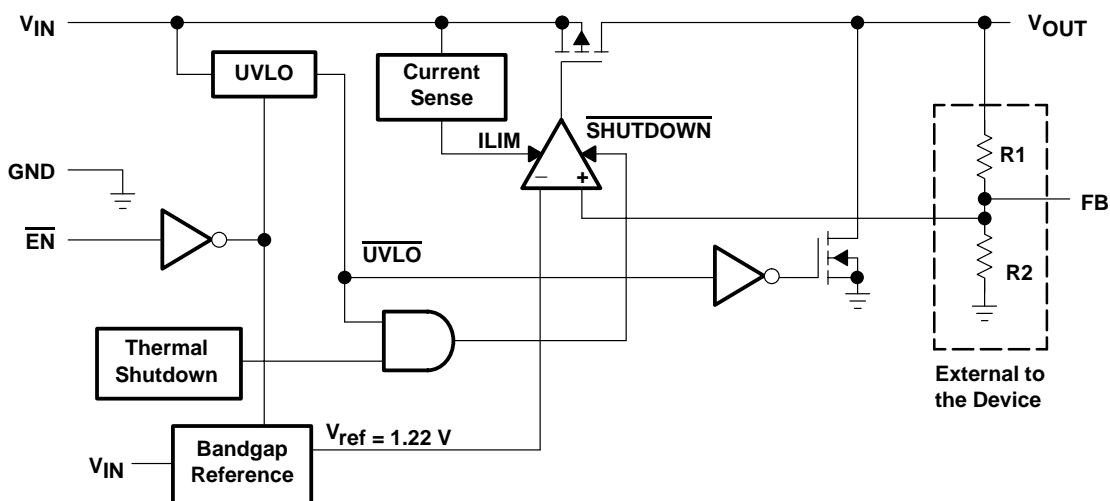 VIN
VOUT
UVLO
Current
Sense
SHUTDOWN
ILIM
R1
GND
FB
− +
EN
UVLO
R2
Thermal
Shutdown
External to
the Device
Vref = 1.22 V
Bandgap
Reference
VIN